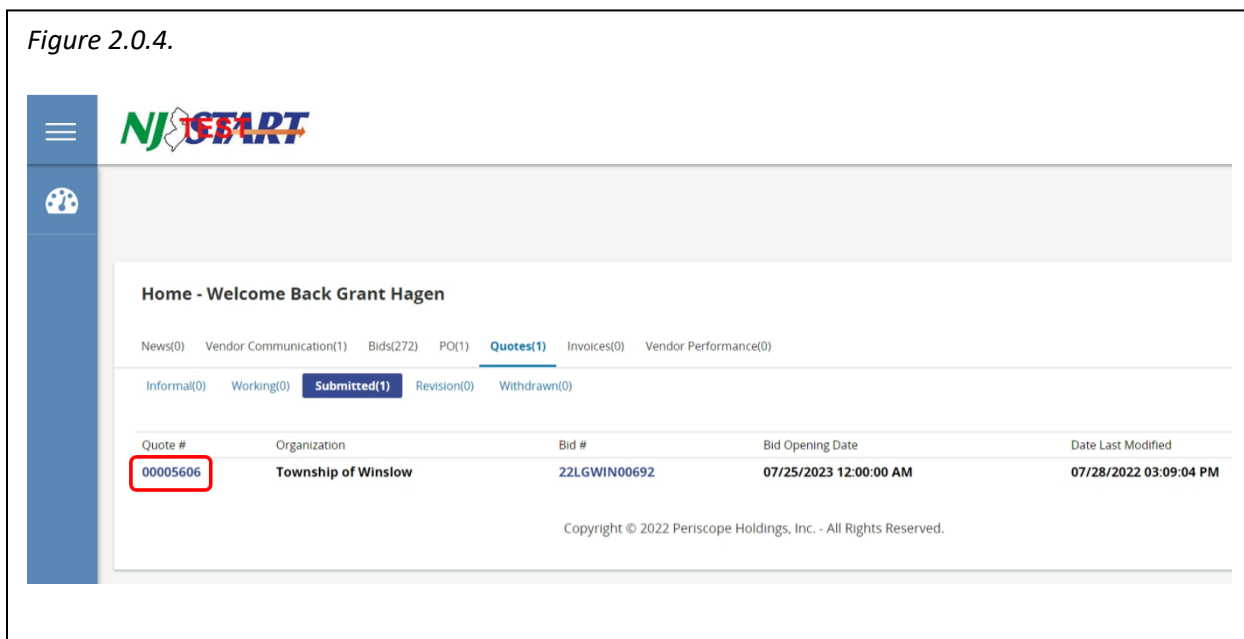 Figure 2.0.4.
NJ START
TEST
Home - Welcome Back Grant Hagen
News(0) Vendor Communication(1) Bids(272) PO(1) Quotes(1) Invoices(0) Vendor Performance(0)
Informal(0) Working(0) Submitted(1) Revision(0) Withdrawn(0)
Quote # Organization Bid # Bid Opening Date Date Last Modified
00005606 Township of Winslow 22LGWIN00692 07/25/2023 12:00:00 AM 07/28/2022 03:09:04 PM
Copyright © 2022 Periscope Holdings, Inc. - All Rights Reserved.